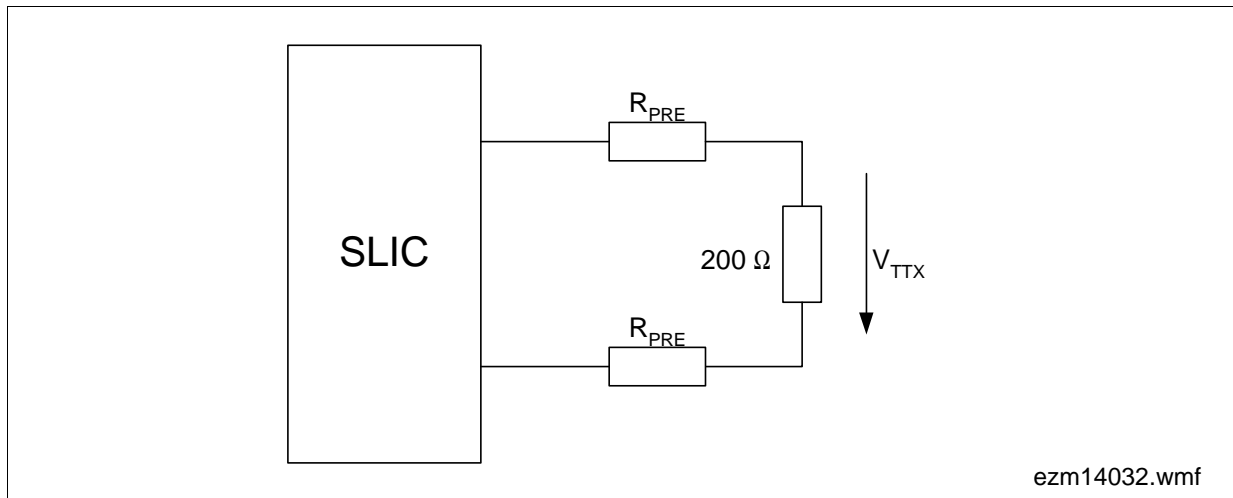 R_PRE
SLIC
200 Ω
V_TTX
R_PRE
ezm14032.wmf